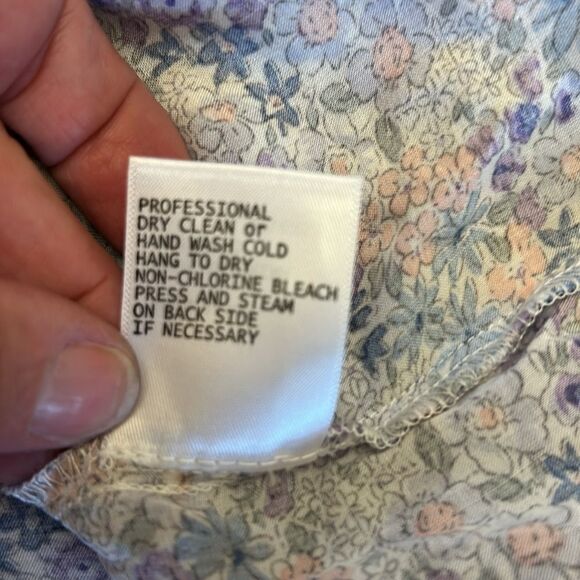 PROFESSIONAL
DRY CLEAN or
HAND WASH COLD
HANG TO DRY
NON-CHLORINE BLEACH
PRESS AND STEAM
ON BACK SIDE
IF NECESSARY